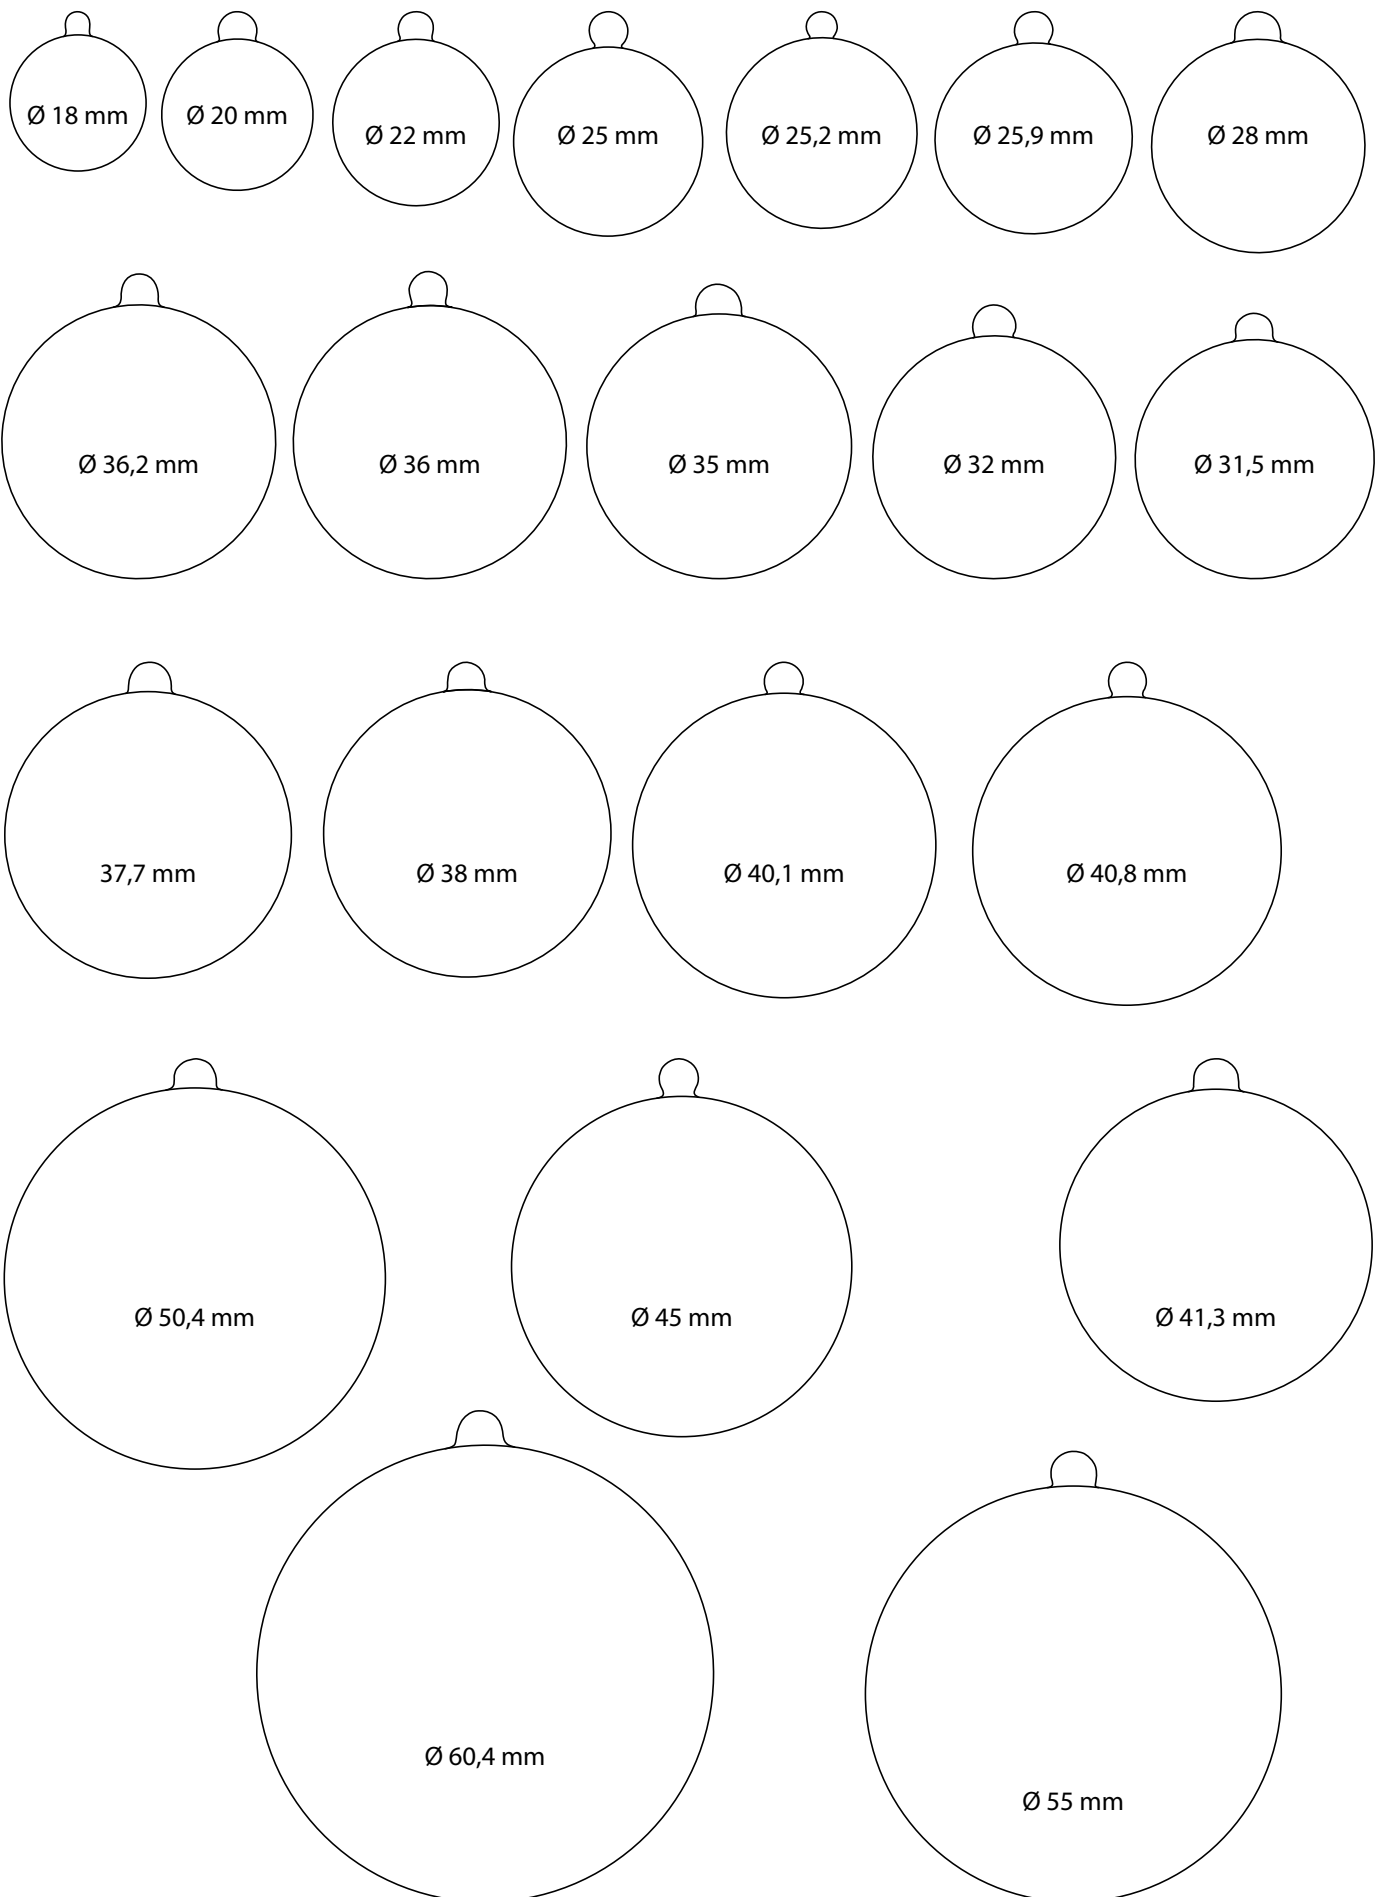 Ø 18 mm
Ø 20 mm
Ø 22 mm
Ø 25 mm
Ø 25,2 mm
Ø 25,9 mm
Ø 28 mm
Ø 36,2 mm
Ø 36 mm
Ø 35 mm
Ø 32 mm
Ø 31,5 mm
37,7 mm
Ø 38 mm
Ø 40,1 mm
Ø 40,8 mm
Ø 50,4 mm
Ø 45 mm
Ø 41,3 mm
Ø 60,4 mm
Ø 55 mm